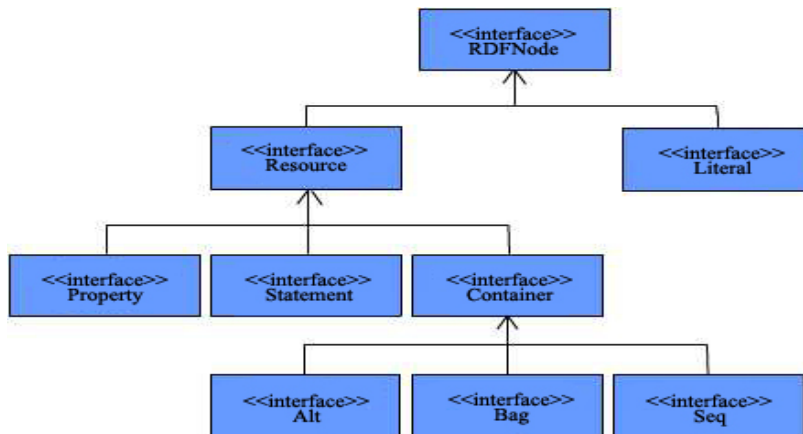 <<interface>>
RDFNode
<<interface>>
Resource
<<interface>>
Literal
<<interface>>
Property
<<interface>>
Statement
<<interface>>
Container
<<interface>>
Alt
<<interface>>
Bag
<<interface>>
Seq